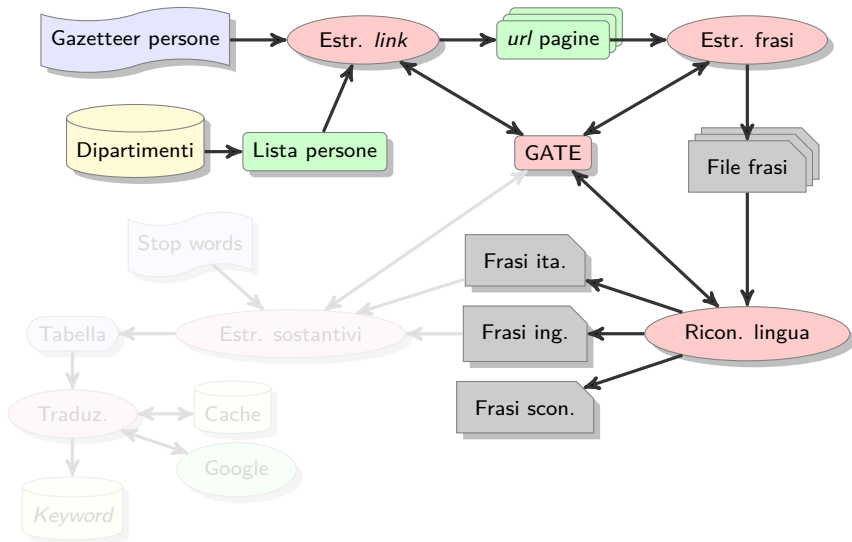 Gazetteer persone
Estr. link
url pagine
Estr. frasi
Dipartimenti
Lista persone
GATE
File frasi
Stop words
Frasi ita.
Tabella
Estr. sostantivi
Frasi ing.
Ricon. lingua
Traduz.
Cache
Frasi scon.
Google
Keyword